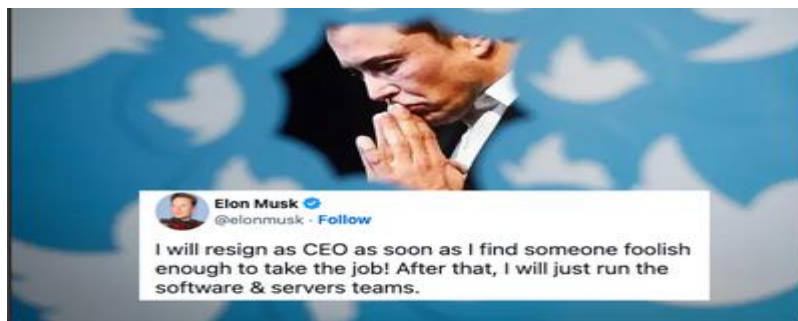 Elon Musk
@elonmusk · Follow
I will resign as CEO as soon as I find someone foolish
enough to take the job! After that, I will just run the
software & servers teams.